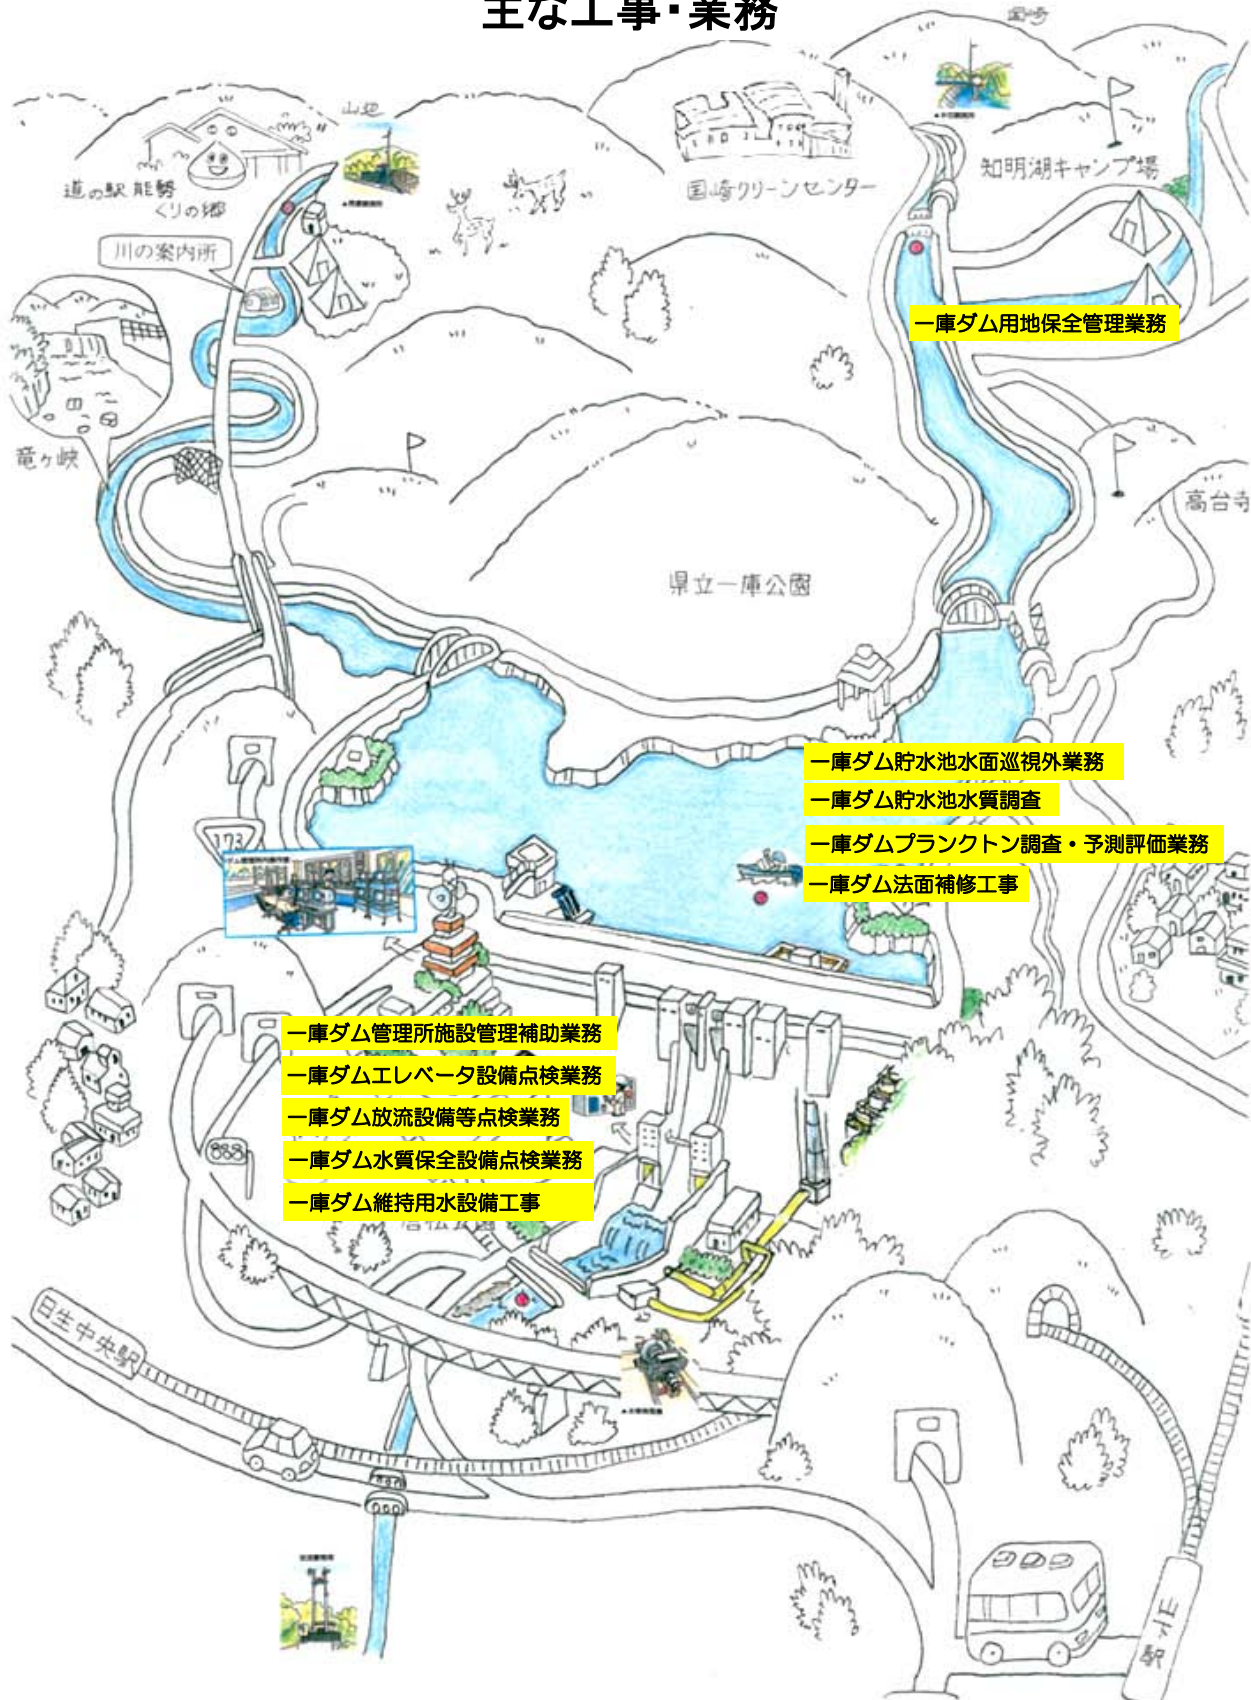 主な工事・業務
国崎
山辺
道の駅 能勢
くりの郷
国崎クリーンセンター
知明湖キャンプ場
川の案内所
一庫ダム用地保全管理業務
竜ヶ峡
高台寺
県立一庫公園
一庫ダム貯水池水面巡視外業務
一庫ダム貯水池水質調査
一庫ダムプランクトン調査・予測評価業務
一庫ダム法面補修工事
173
一庫ダム管理所施設管理補助業務
一庫ダムエレベータ設備点検業務
一庫ダム放流設備等点検業務
一庫ダム水質保全設備点検業務
一庫ダム維持用水設備工事
日生中央駅
駅